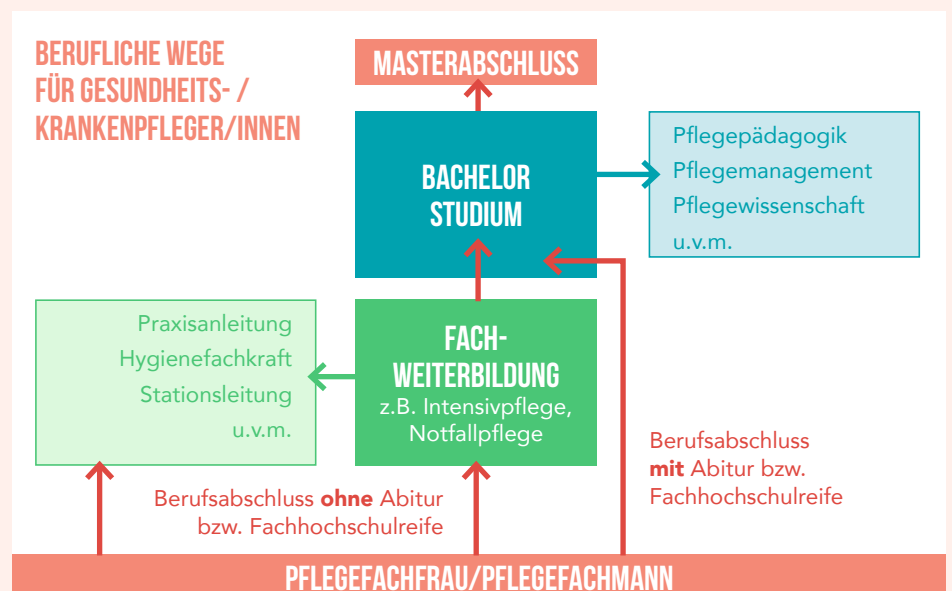 BERUFLICHE WEGE
FÜR GESUNDHEITS- /
KRANKENPFLEGER/INNEN
MASTERABSCHLUSS
BACHELOR
STUDIUM
Pflegepädagogik
Pflegemanagement
Pflegewissenschaft
u.v.m.
Praxisanleitung
Hygienefachkraft
Stationsleitung
u.v.m.
FACH-
WEITERBILDUNG
z.B. Intensivpflege,
Notfallpflege
Berufsabschluss ohne Abitur
bzw. Fachhochschulreife
Berufsabschluss
mit Abitur bzw.
Fachhochschulreife
PFLEGEFACHFRAU/PFLEGEFACHMANN